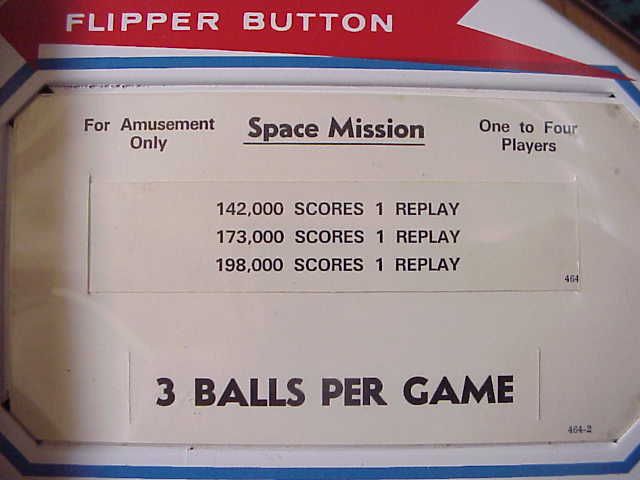 FLIPPER BUTTON
For Amusement Only
Space Mission
One to Four Players
142,000 SCORES 1 REPLAY
173,000 SCORES 1 REPLAY
198,000 SCORES 1 REPLAY
464
3 BALLS PER GAME
464-2